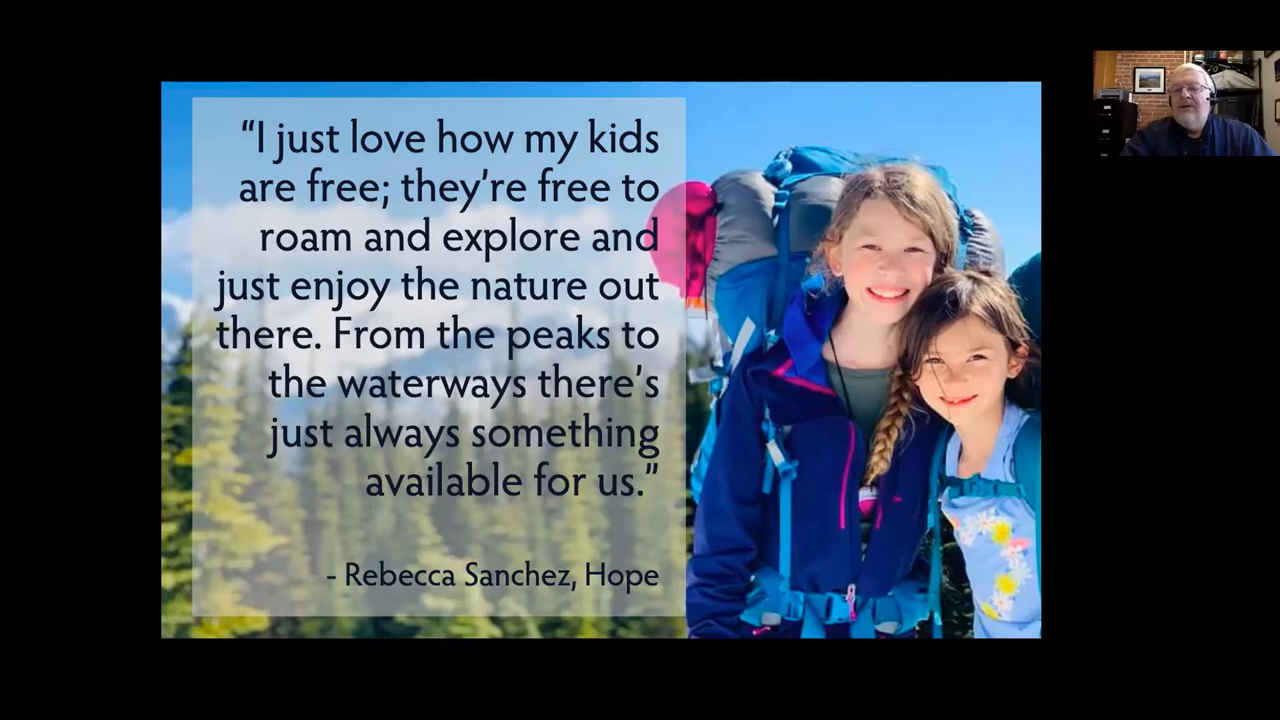 “I just love how my kids
are free; they’re free to
roam and explore and
just enjoy the nature out
there. From the peaks to
the waterways there’s
just always something
available for us.”
- Rebecca Sanchez, Hope